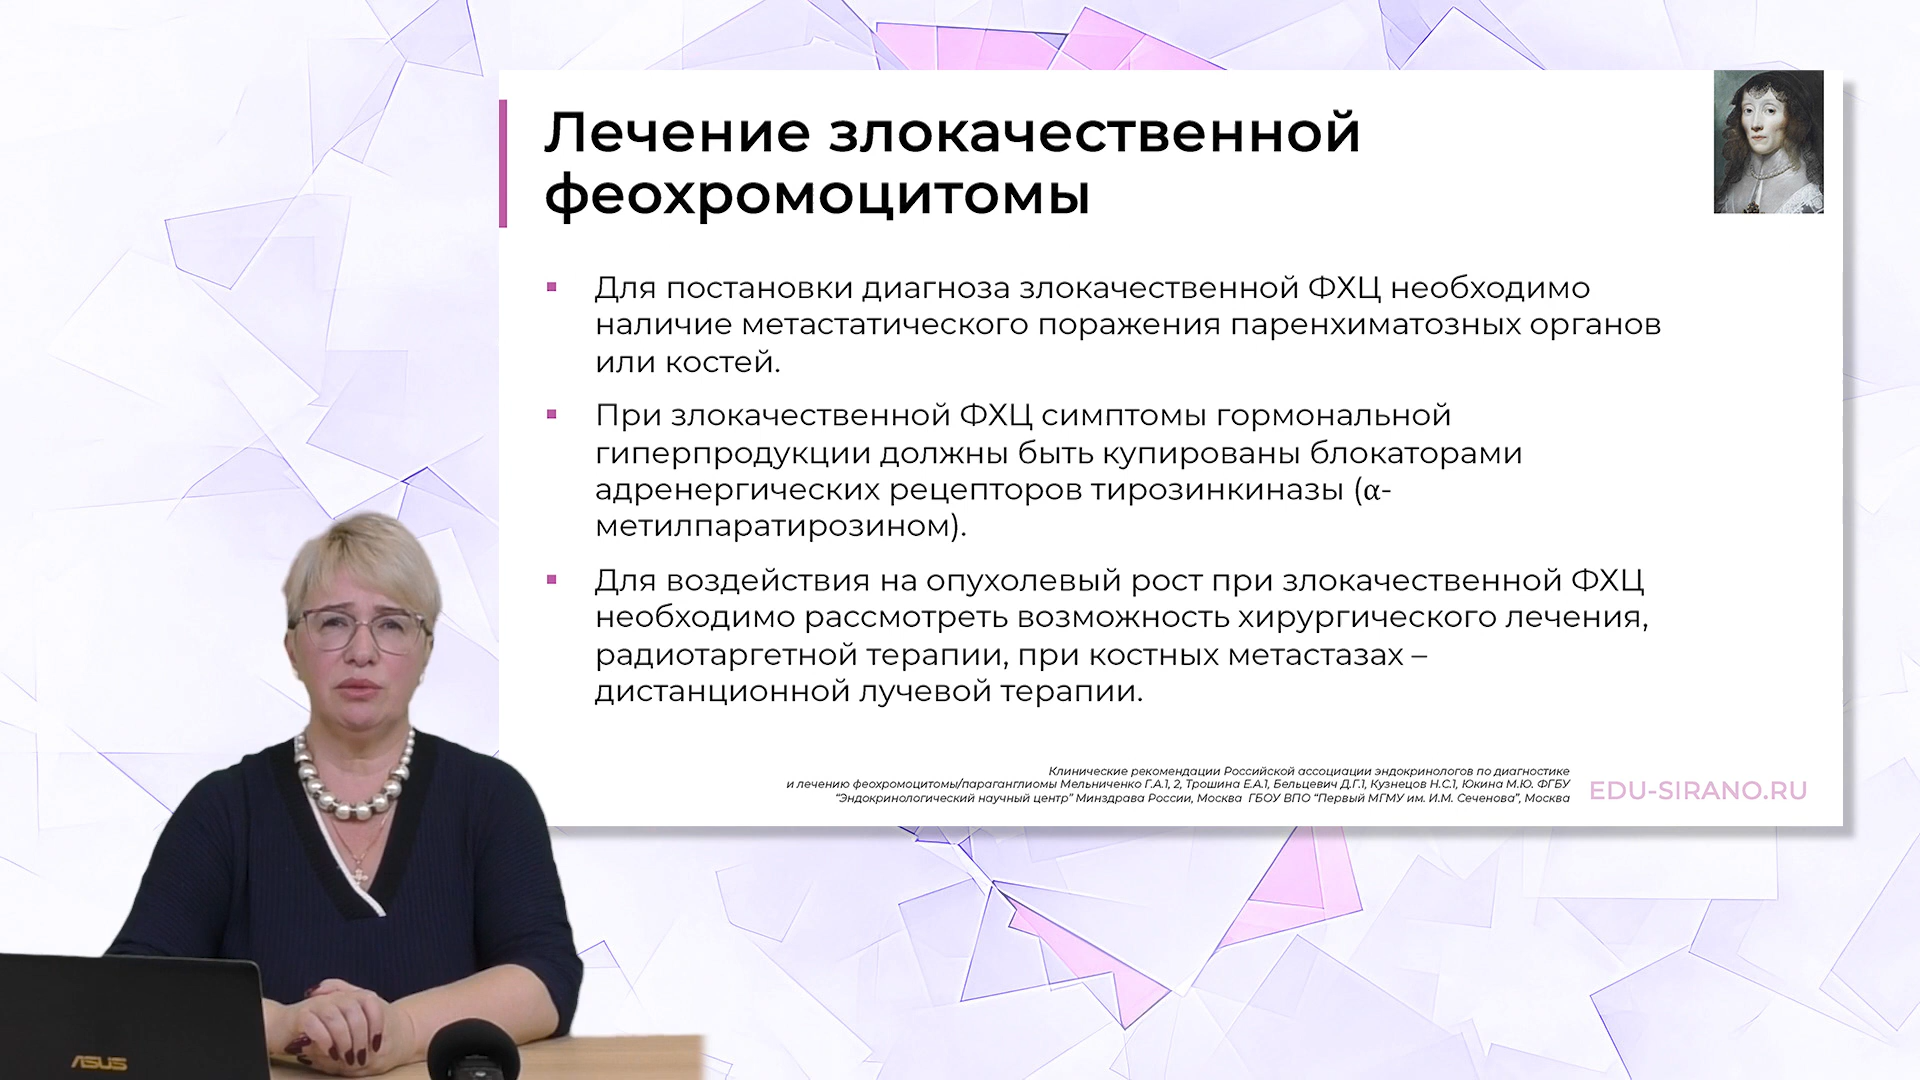 Лечение злокачественной
феохромоцитомы
Для постановки диагноза злокачественной ФХЦ необходимо
наличие метастатического поражения паренхиматозных органов
или костей.
При злокачественной ФХЦ симптомы гормональной
гиперпродукции должны быть купированы блокаторами
адренергических рецепторов тирозинкиназы (α-
метилпаратирозином).
Для воздействия на опухолевый рост при злокачественной ФХЦ
необходимо рассмотреть возможность хирургического лечения,
радиотаргетной терапии, при костных метастазах –
дистанционной лучевой терапии.
Клинические рекомендации Российской ассоциации эндокринологов по диагностике
и лечению феохромоцитомы/параганглиомы Мельниченко Г.А.1, 2, Трошина Е.А.1, Бельцевич Д.Г.1, Кузнецов Н.С.1, Юкина М.Ю. ФГБУ
“Эндокринологический научный центр” Минздрава России, Москва ГБОУ ВПО “Первый МГМУ им. И.М. Сеченова”, Москва
EDU-SIRANO.RU
ASUS